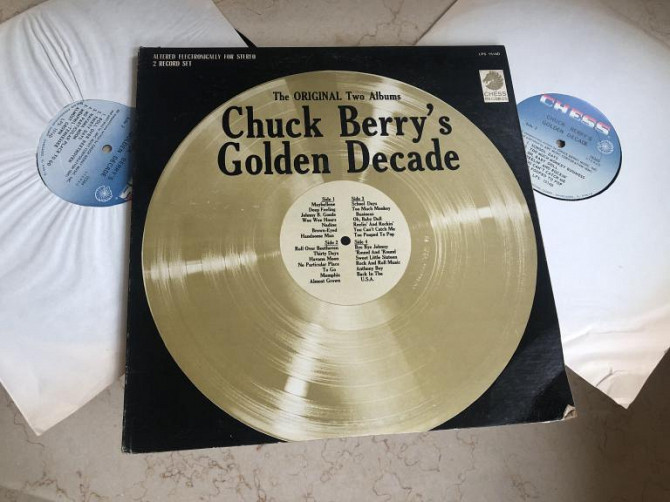 ALTERED ELECTRONICALLY FOR STEREO
2 RECORD SET
CHESS
The ORIGINAL Two Albums
Chuck Berry's
Golden Decade
Side 1
Maybellene
Deep Feeling
Johnny B. Goode
Wee Wee Hours
Nadine
Brown-Eyed
Handsome Man
Side 2
Roll Over Beethoven
Thirty Days
Havana Moon
No Particular Place
To Go
Memphis
Almost Grown
Side 3
School Days
Too Much Monkey
Business
Oh, Baby Doll
Reelin' And Rockin'
You Can't Catch Me
Too Pooped To Pop
Side 4
Bye Bye Johnny
'Round And 'Round
Sweet Little Sixteen
Rock And Roll Music
Anthony Boy
Back In The
U.S.A.
CHESS
CHUCK BERRY'S
GOLDEN DECADE